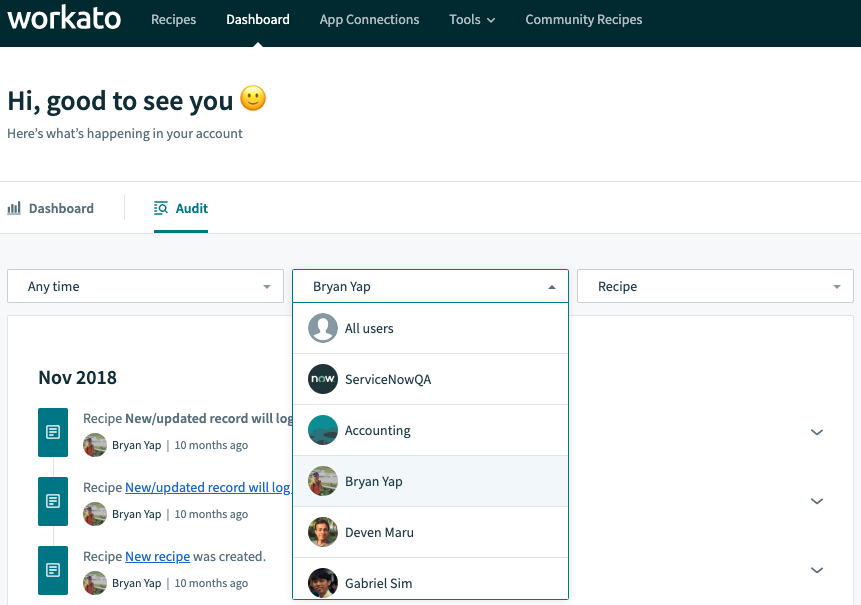 workato Recipes Dashboard App Connections Tools Community Recipes
Hi, good to see you
Here's what's happening in your account
Dashboard Audit
Any time Bryan Yap Recipe
All users
now ServiceNowQA
Accounting
Bryan Yap
Deven Maru
Gabriel Sim
Nov 2018
Recipe New/updated record will log
Bryan Yap | 10 months ago
Recipe New/updated record will log
Bryan Yap | 10 months ago
Recipe New recipe was created.
Bryan Yap | 10 months ago